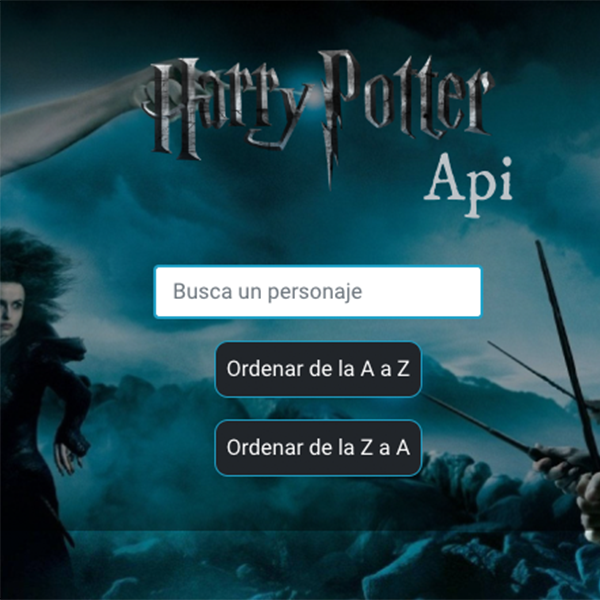 Harry Potter
Api
Busca un personaje
Ordenar de la A a Z
Ordenar de la Z a A